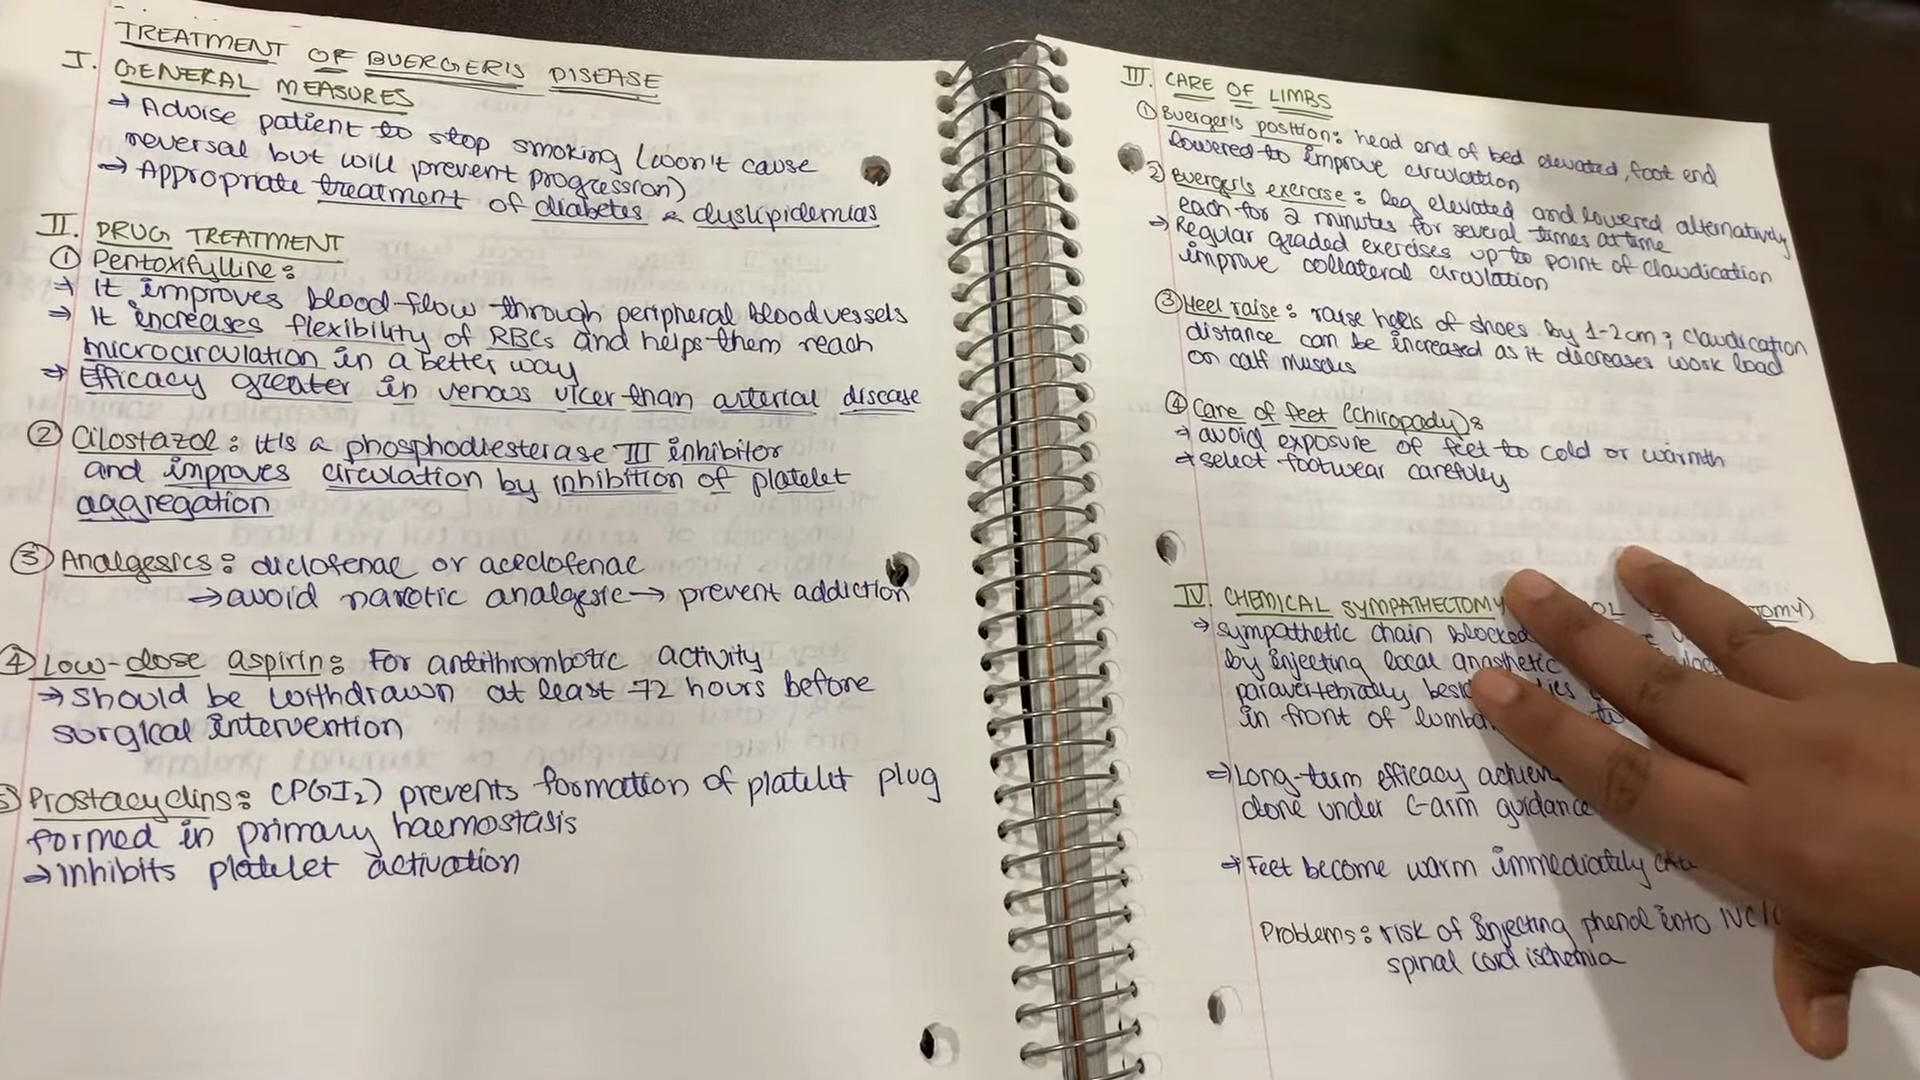 TREATMENT OF BUERGER'S DISEASE
I. GENERAL MEASURES
→ Advise patient to stop smoking (won't cause
reversal but will prevent progression)
→ Appropriate treatment of diabetes & dyslipidemias
II. DRUG TREATMENT
① Pentoxifylline:
→ It improves blood-flow through peripheral blood vessels
→ It increases flexibility of RBCs and helps them reach
microcirculation in a better way
→ Efficacy greater in venous ulcer than arterial disease
② Cilostazol: it is a phosphodiesterase III inhibitor
and improves circulation by inhibition of platelet
aggregation
③ Analgesics: diclofenac or aceclofenac
→ avoid narcotic analgesic → prevent addiction
④ Low-dose aspirin: For antithrombotic activity
→ should be withdrawn at least 72 hours before
surgical intervention
Prostacyclins: (PGI₂) prevents formation of platelet plug
formed in primary haemostasis
→ inhibits platelet activation
III. CARE OF LIMBS
① Buerger's position: head end of bed elevated, foot end
lowered to improve circulation
2) Buerger's exercise: leg elevated and lowered alternatively
each for 2 minutes for several times at time
→ Regular graded exercises up to point of claudication
improve collateral circulation
③ Heel raise: raise heels of shoes by 1-2cm; claudication
distance can be increased as it decreases work load
on calf muscles
④ Care of feet (chiropady):
→ avoid exposure of feet to cold or warmth
→ select footwear carefully
IV. CHEMICAL SYMPATHECTOMY
→ sympathetic chain blocked
by injecting local anasthetic
paravertebrally
in front of
→ Long-term efficacy
done under C-arm guidance
→ Feet become warm immediately
Problems: risk of injecting phenol into IVC/
spinal cord ischemia